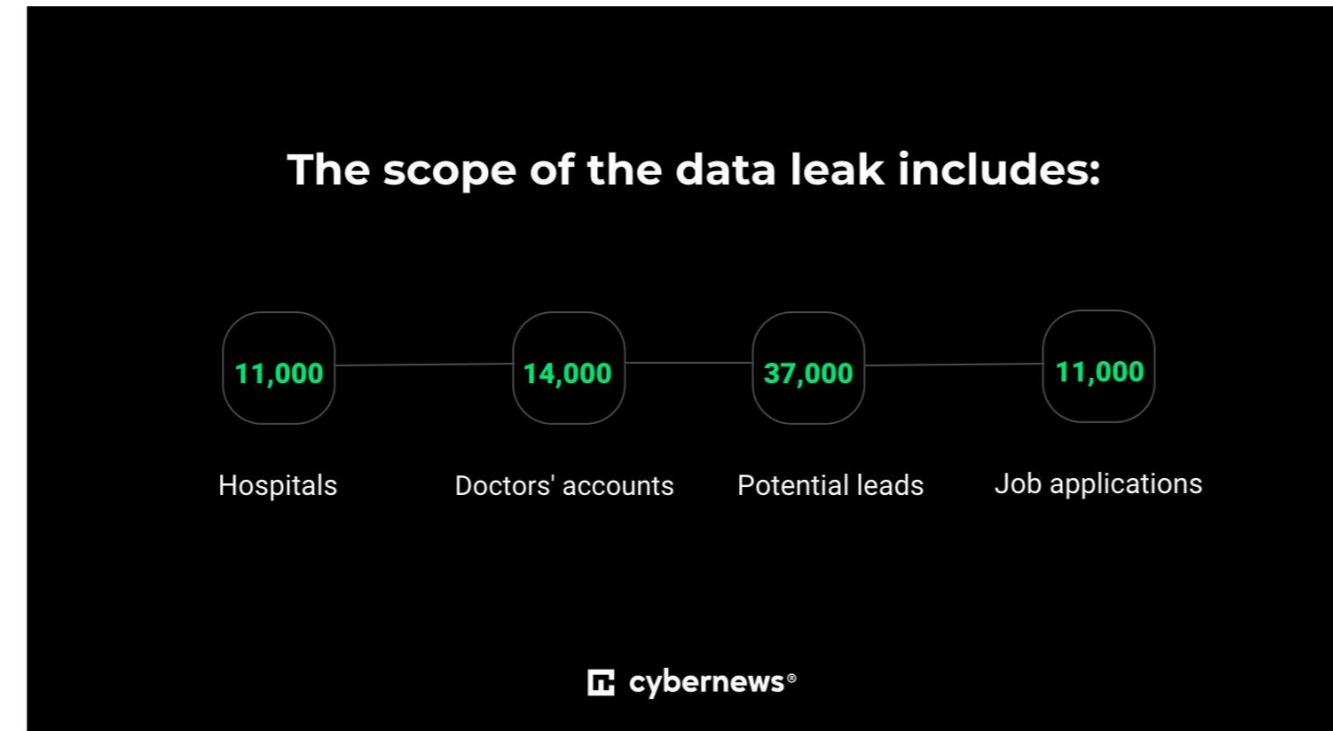 The scope of the data leak includes:
11,000
14,000
37,000
11,000
Hospitals
Doctors' accounts
Potential leads
Job applications
cybernews®